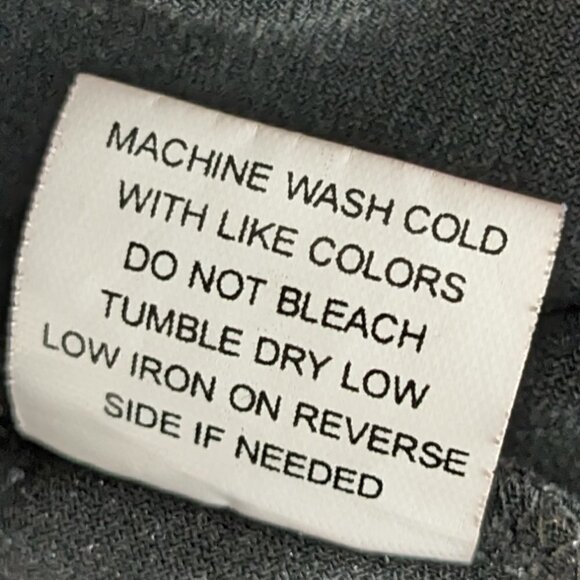 MACHINE WASH COLD
WITH LIKE COLORS
DO NOT BLEACH
TUMBLE DRY LOW
LOW IRON ON REVERSE
SIDE IF NEEDED